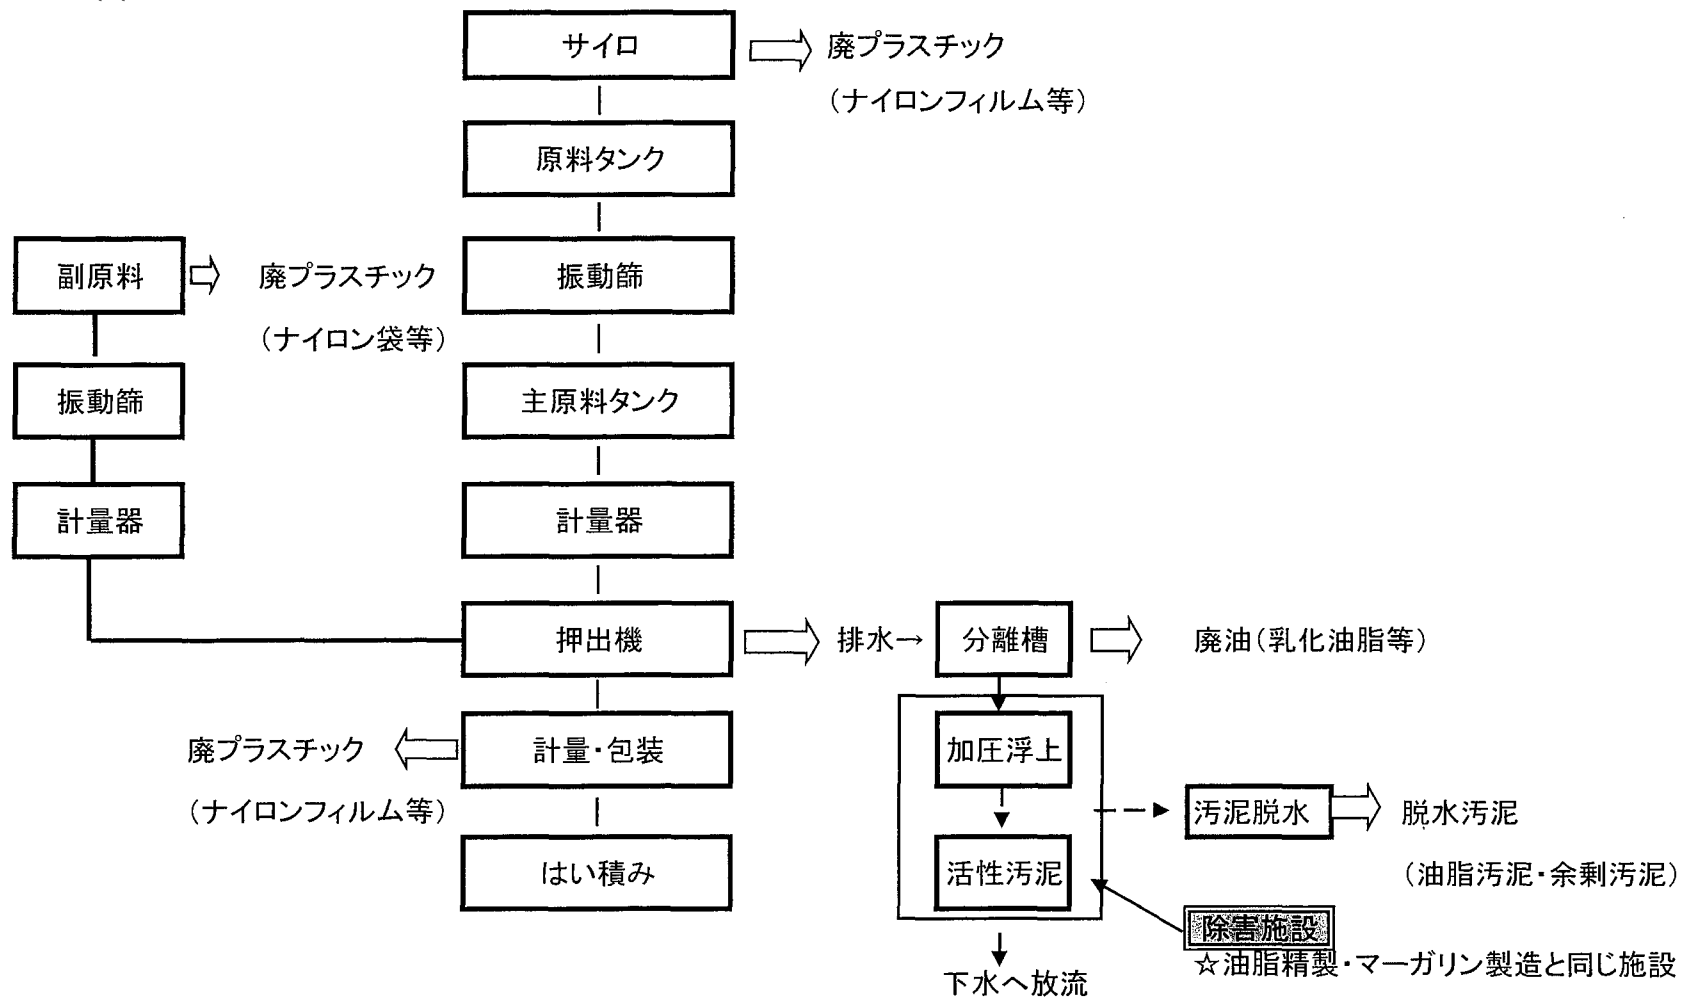 サイロ
廃プラスチック
（ナイロンフィルム等）
原料タンク
副原料
廃プラスチック
（ナイロン袋等）
振動篩
振動篩
主原料タンク
計量器
計量器
押出機
排水→
分離槽
廃油（乳化油脂等）
廃プラスチック
（ナイロンフィルム等）
計量・包装
加圧浮上
汚泥脱水
脱水汚泥
（油脂汚泥・余剰汚泥）
はい積み
活性汚泥
除害施設
☆油脂精製・マーガリン製造と同じ施設
下水へ放流